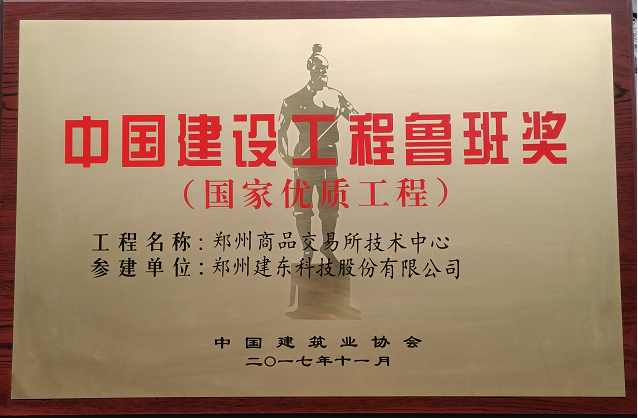 中国建设工程鲁班奖
（国家优质工程）
工程名称：郑州商品交易所技术中心
参建单位：郑州建东科技股份有限公司
中国建筑业协会
二〇一七年十一月